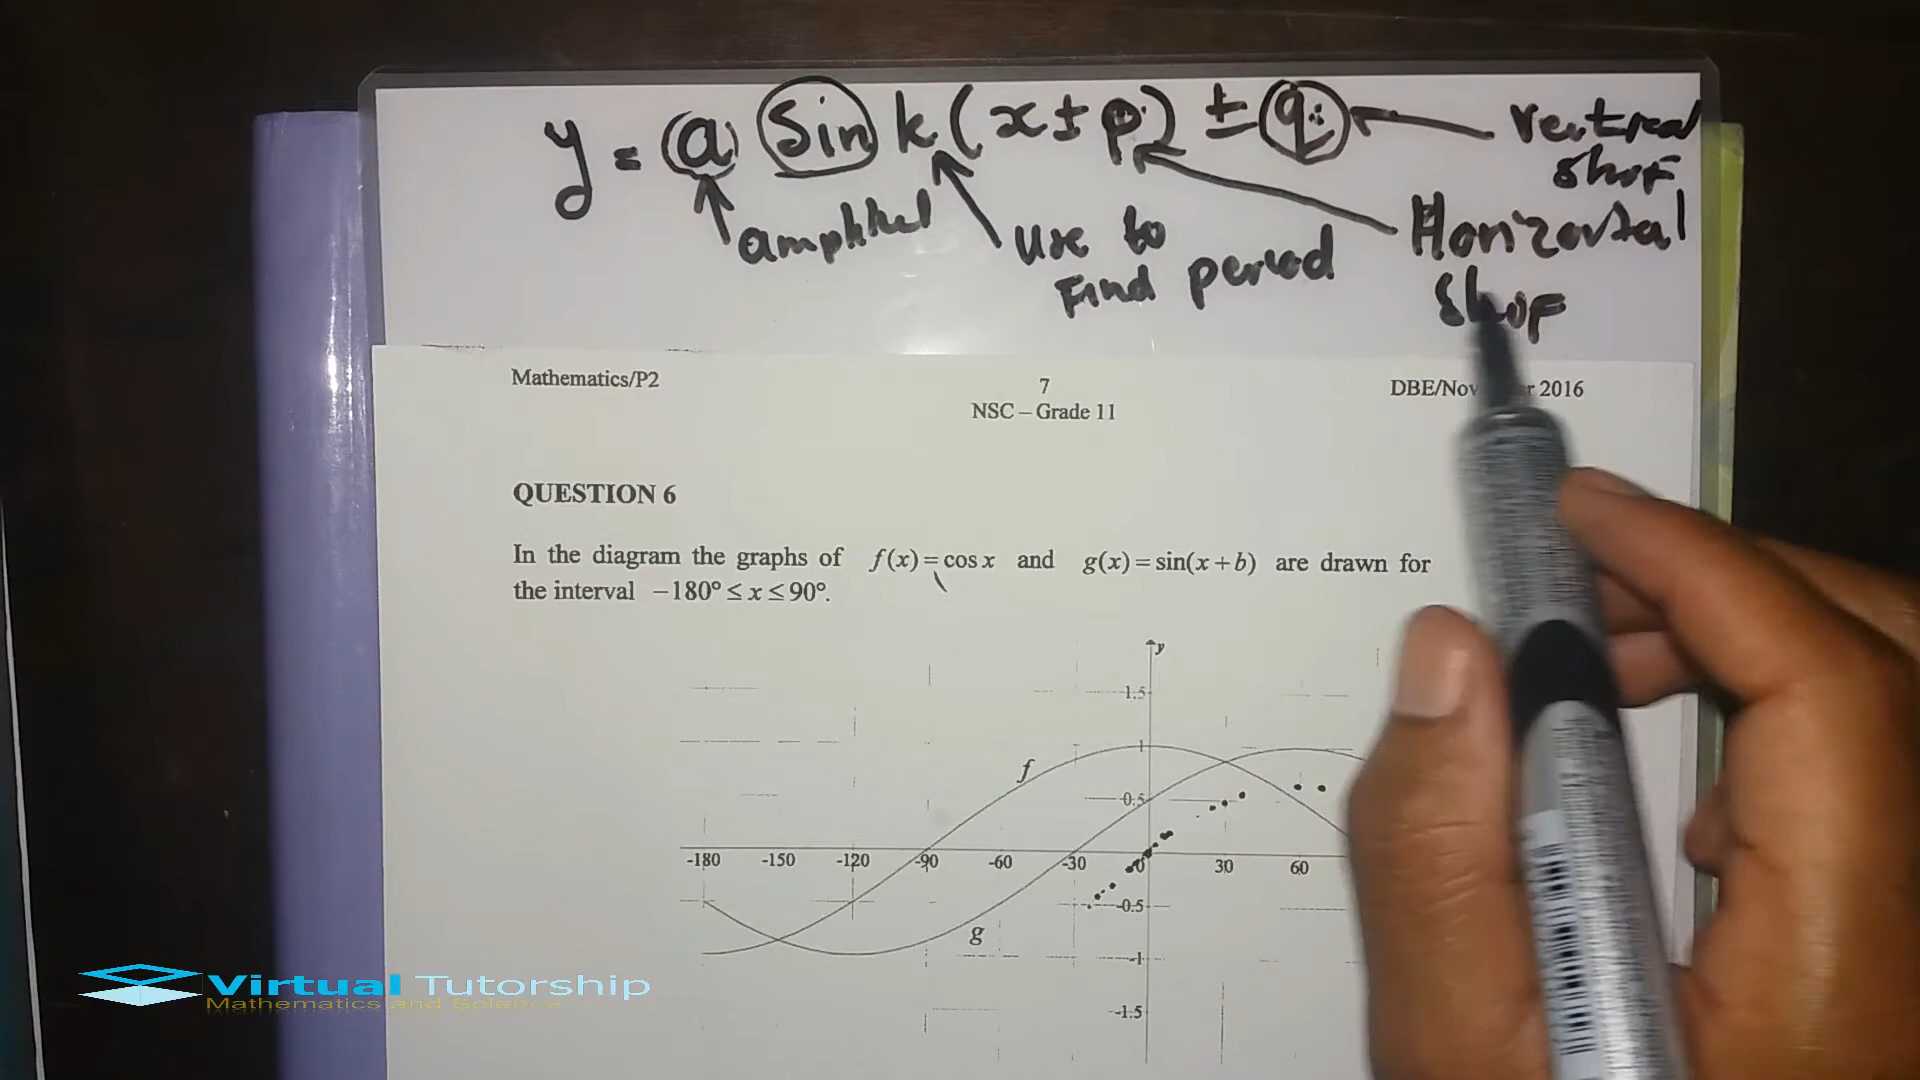 y = a sin k(x ± p) ± q
vertical
shif
amplitud
use to
Find period
Horizontal
shif
Mathematics/P2
7
DBE/Nov r 2016
NSC – Grade 11
QUESTION 6
In the diagram the graphs of f(x) = cos x and g(x) = sin(x + b) are drawn for
the interval −180° ≤ x ≤ 90°.
y
1.5
1
f
0.5
-180 -150 -120 -90 -60 -30 0 30 60
-0.5
g
-1
-1.5
Virtual Tutorship
Mathematics and Science